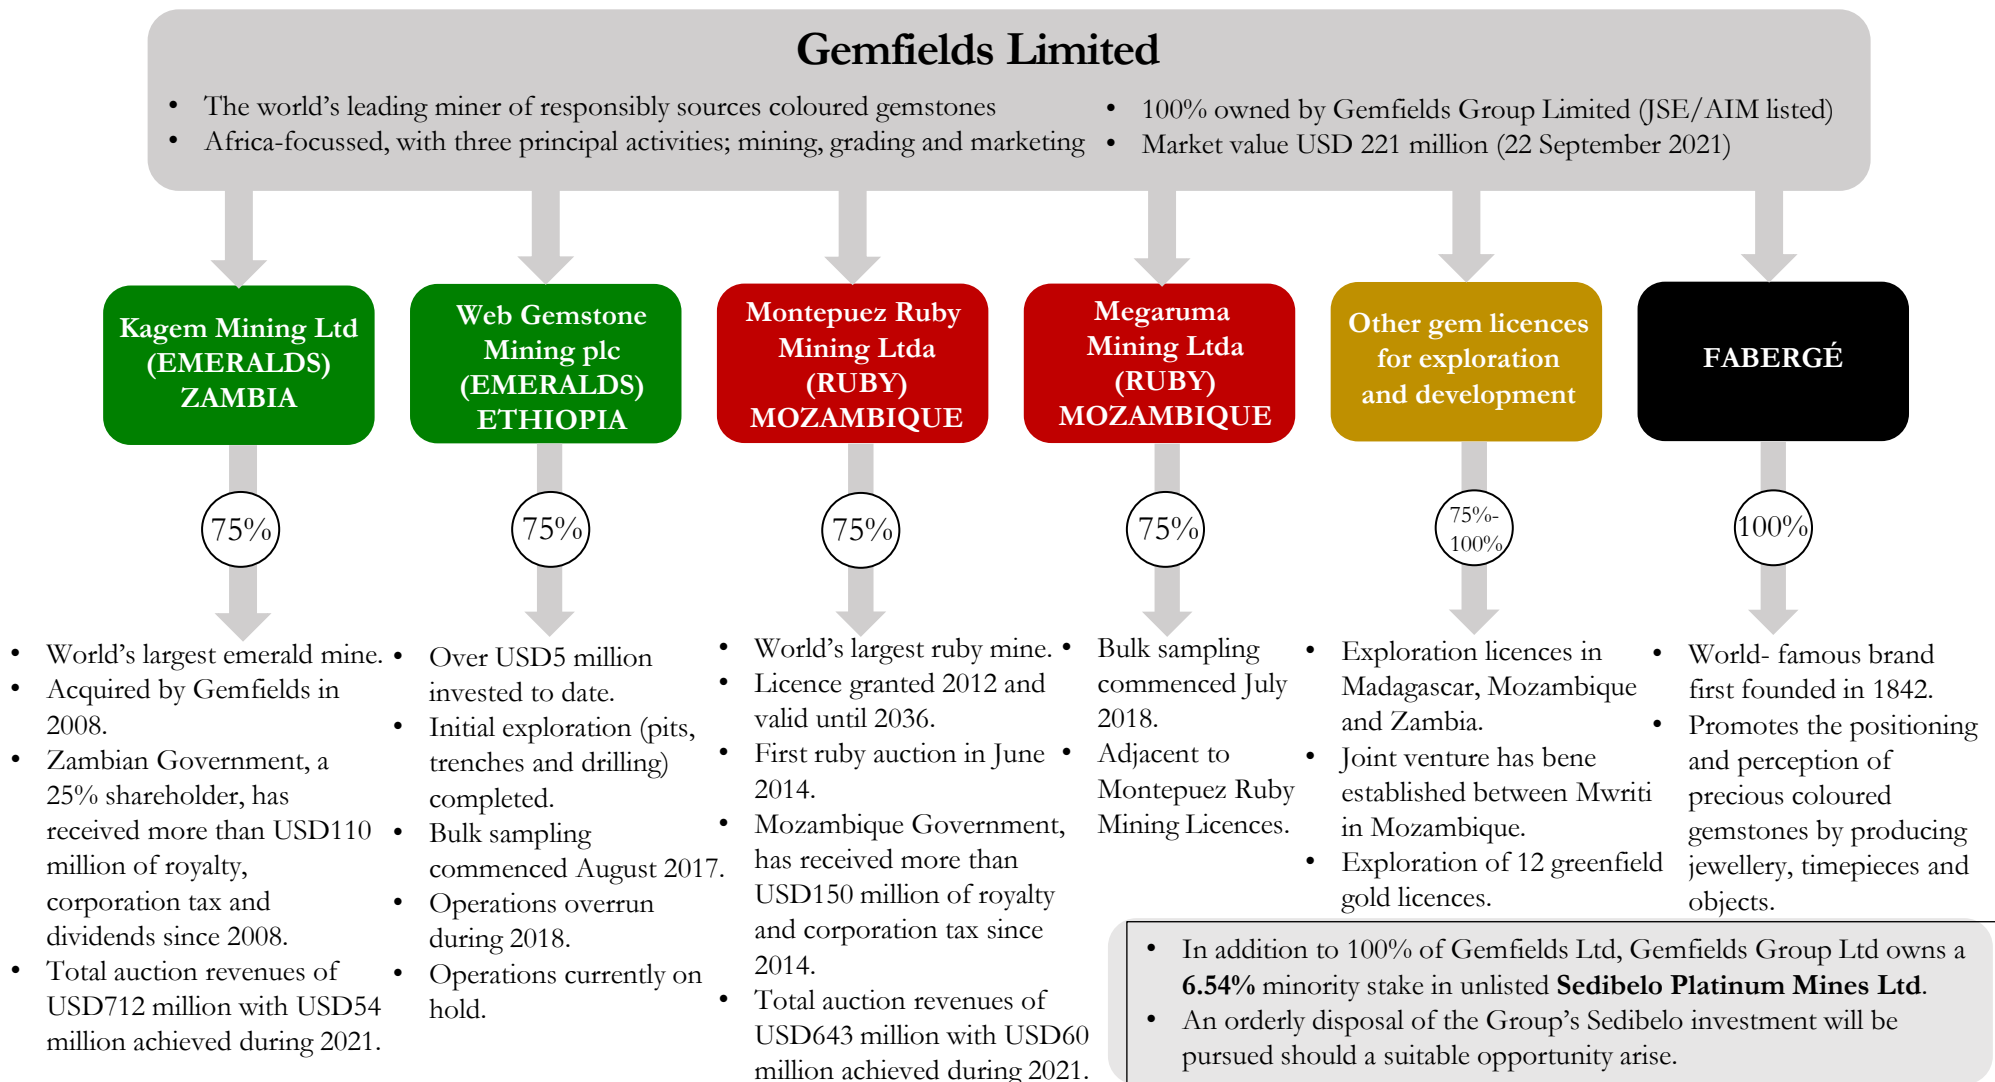 Gemfields Limited
• The world's leading miner of responsibly sources coloured gemstones
• Africa-focussed, with three principal activities; mining, grading and marketing
• 100% owned by Gemfields Group Limited (JSE/AIM listed)
• Market value USD 221 million (22 September 2021)
Kagem Mining Ltd
(EMERALDS)
ZAMBIA
75%
• World's largest emerald mine.
• Acquired by Gemfields in
2008.
• Zambian Government, a
25% shareholder, has
received more than USD110
million of royalty,
corporation tax and
dividends since 2008.
• Total auction revenues of
USD712 million with USD54
million achieved during 2021.
Web Gemstone
Mining plc
(EMERALDS)
ETHIOPIA
75%
• Over USD5 million
invested to date.
• Initial exploration (pits,
trenches and drilling)
completed.
• Bulk sampling
commenced August 2017.
• Operations overrun
during 2018.
• Operations currently on
hold.
Montepuez Ruby
Mining Ltda
(RUBY)
MOZAMBIQUE
75%
• World's largest ruby mine.
• Licence granted 2012 and
valid until 2036.
• First ruby auction in June
2014.
• Mozambique Government,
has received more than
USD150 million of royalty
and corporation tax since
2014.
• Total auction revenues of
USD643 million with USD60
million achieved during 2021.
Megaruma
Mining Ltda
(RUBY)
MOZAMBIQUE
75%
• Bulk sampling
commenced July
2018.
• Adjacent to
Montepuez Ruby
Mining Licences.
Other gem licences
for exploration
and development
75%-
100%
• Exploration licences in
Madagascar, Mozambique
and Zambia.
• Joint venture has bene
established between Mwriti
in Mozambique.
• Exploration of 12 greenfield
gold licences.
FABERGÉ
100%
• World- famous brand
first founded in 1842.
• Promotes the positioning
and perception of
precious coloured
gemstones by producing
jewellery, timepieces and
objects.
• In addition to 100% of Gemfields Ltd, Gemfields Group Ltd owns a
6.54% minority stake in unlisted Sedibelo Platinum Mines Ltd.
• An orderly disposal of the Group's Sedibelo investment will be
pursued should a suitable opportunity arise.